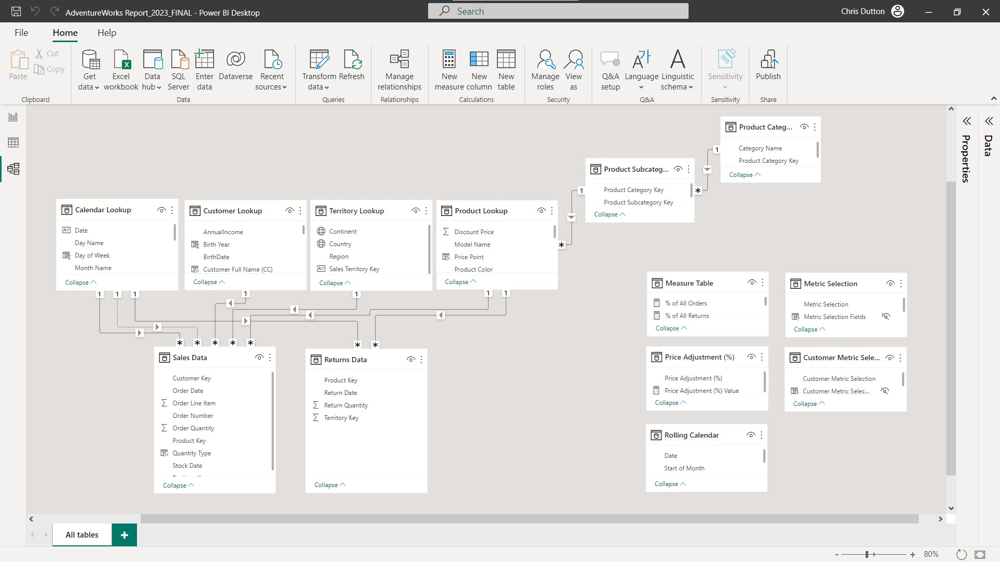 AdventureWorks Report_2023_FINAL - Power BI Desktop
Search
Chris Dutton
File
Home
Help
Paste
Cut
Copy
Clipboard
Get data
Excel workbook
Data hub
SQL Server
Enter data
Dataverse
Recent sources
Data
Transform data
Refresh
Queries
Manage relationships
Relationships
New measure
New column
New table
Calculations
Manage roles
View as
Security
Q&A setup
Language
Linguistic schema
Q&A
Sensitivity
Sensitivity
Publish
Share
Properties
Data
Product Categ...
Category Name
Product Category Key
Collapse
1
*
Product Subcateg...
Product Category Key
Product Subcategory Key
Collapse
1
*
Calendar Lookup
Date
Day Name
Day of Week
Month Name
Collapse
Customer Lookup
AnnualIncome
Birth Year
BirthDate
Customer Full Name (CC)
Collapse
Territory Lookup
Continent
Country
Region
Sales Territory Key
Collapse
Product Lookup
Discount Price
Model Name
Price Point
Product Color
Collapse
1 1 1 1 1 1 1
* * * * * * *
Sales Data
Customer Key
Order Date
Order Line Item
Order Number
Order Quantity
Product Key
Quantity Type
Stock Date
Collapse
Returns Data
Product Key
Return Date
Return Quantity
Territory Key
Collapse
Measure Table
% of All Orders
% of All Returns
Collapse
Metric Selection
Metric Selection
Metric Selection Fields
Collapse
Price Adjustment (%)
Price Adjustment (%)
Price Adjustment (%) Value
Collapse
Customer Metric Sele...
Customer Metric Selection
Customer Metric Selec...
Collapse
Rolling Calendar
Date
Start of Month
Collapse
All tables
+
- + 80%